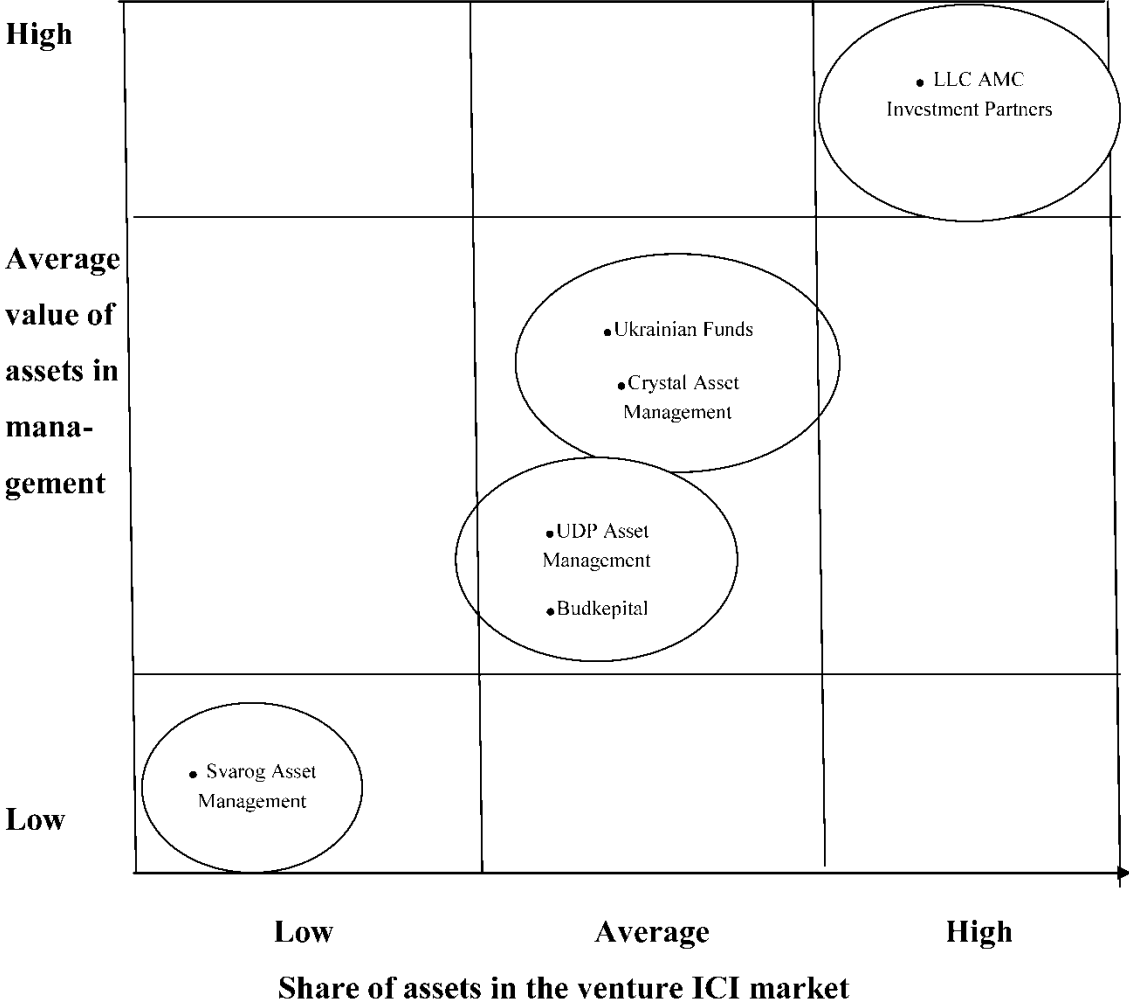 High
• LLC AMC
Investment Partners
Average
value of
assets in
mana-
gement
• Ukrainian Funds
• Crystal Asset
Management
• UDP Asset
Management
• Budkepital
• Svarog Asset
Management
Low
Low Average High
Share of assets in the venture ICI market